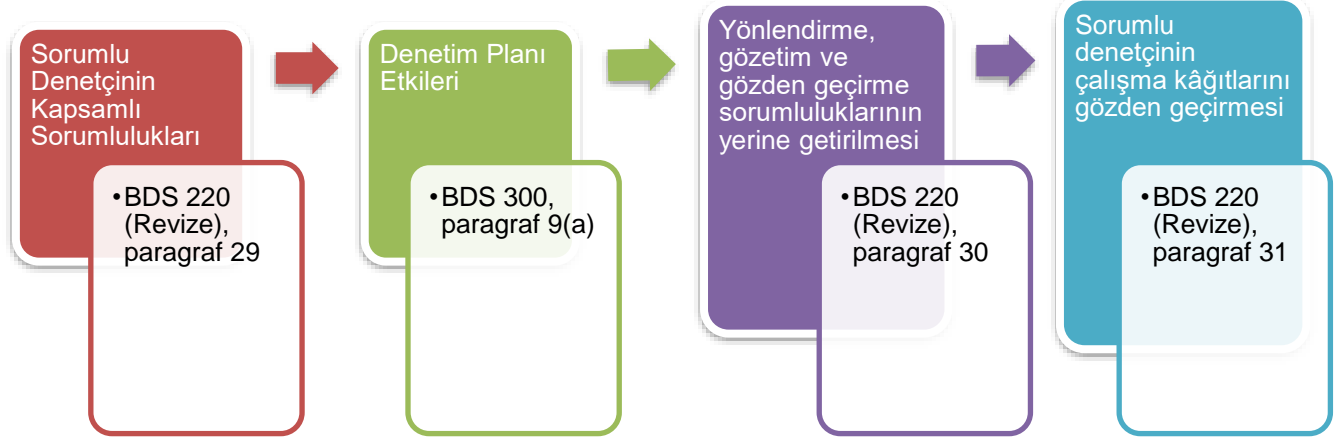 Sorumlu
Denetçinin
Kapsamlı
Sorumlulukları
•BDS 220
(Revize),
paragraf 29
Denetim Planı
Etkileri
•BDS 300,
paragraf 9(a)
Yönlendirme,
gözetim ve
gözden geçirme
sorumluluklarının
yerine getirilmesi
•BDS 220
(Revize),
paragraf 30
Sorumlu
denetçinin
çalışma kâğıtlarını
gözden geçirmesi
•BDS 220
(Revize),
paragraf 31